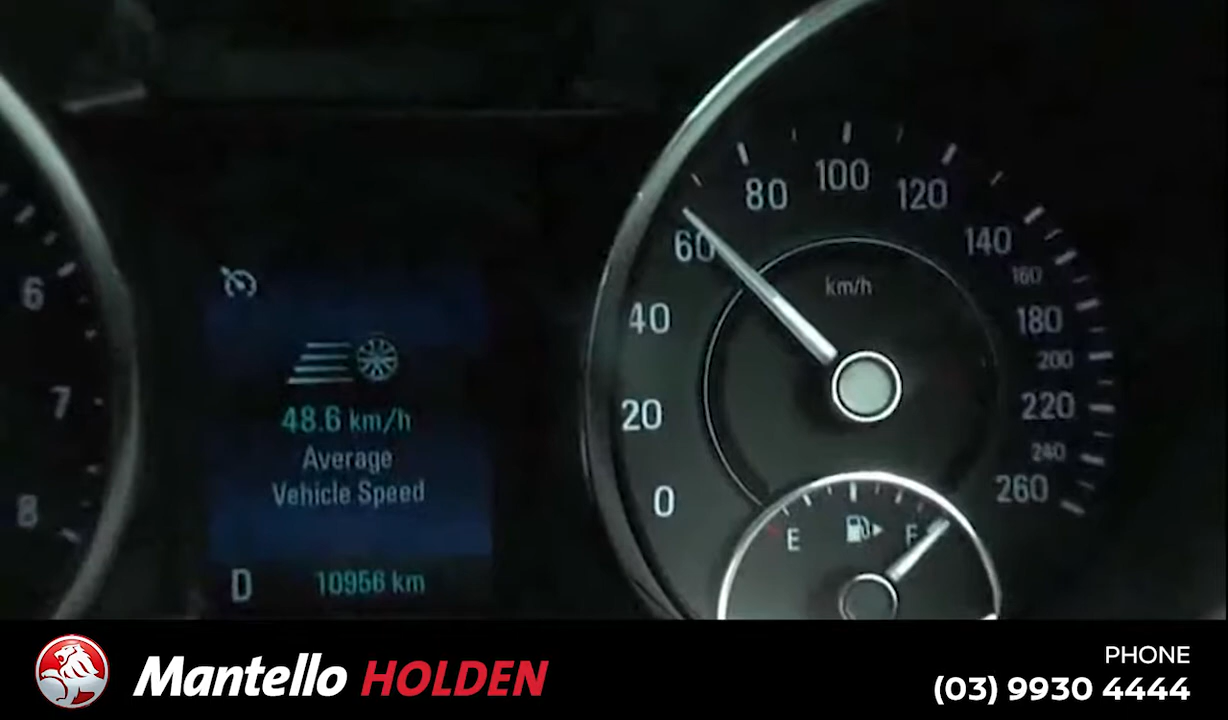 6
7
8
48.6 km/h
Average
Vehicle Speed
D
10956 km
0
20
40
60
80
100
120
140
160
180
200
220
240
260
km/h
E
F
Mantello HOLDEN
PHONE
(03) 9930 4444